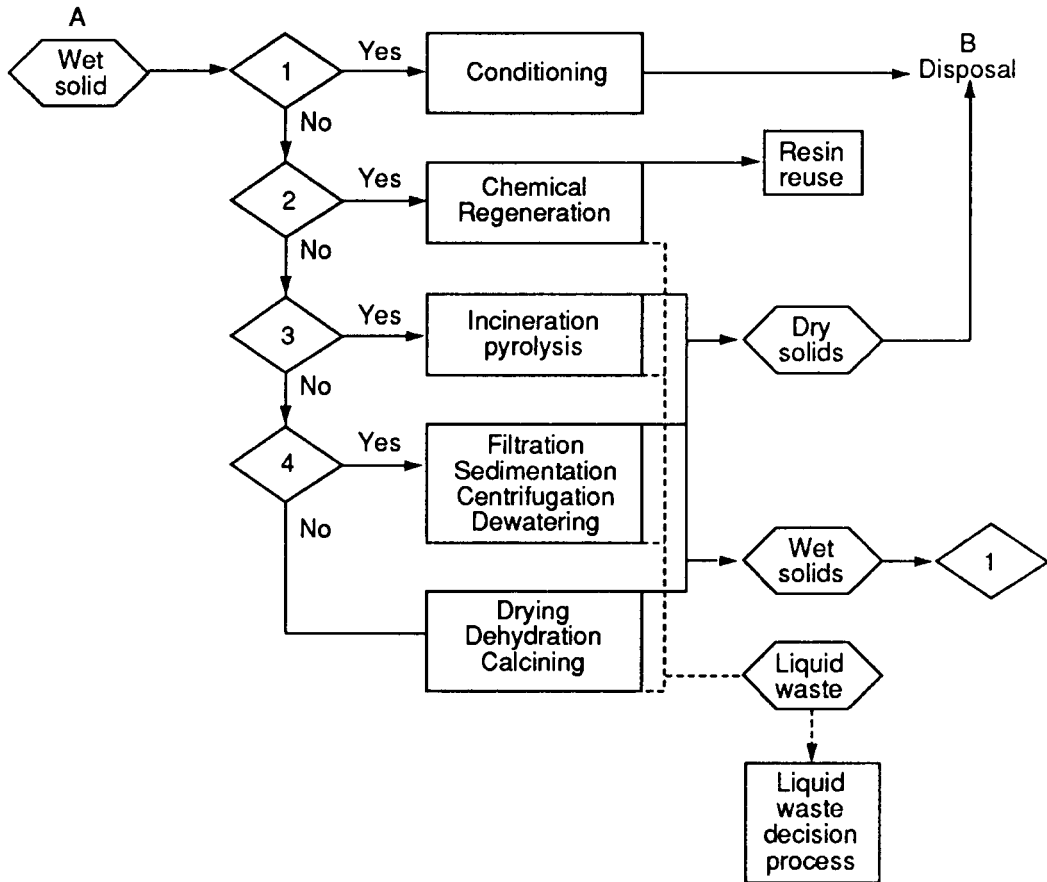 A
Wet
solid
1
Yes
Conditioning
B
Disposal
No
2
Yes
Chemical
Regeneration
Resin
reuse
No
3
Yes
Incineration
pyrolysis
Dry
solids
No
4
Yes
Filtration
Sedimentation
Centrifugation
Dewatering
No
Wet
solids
1
Drying
Dehydration
Calcining
Liquid
waste
Liquid
waste
decision
process